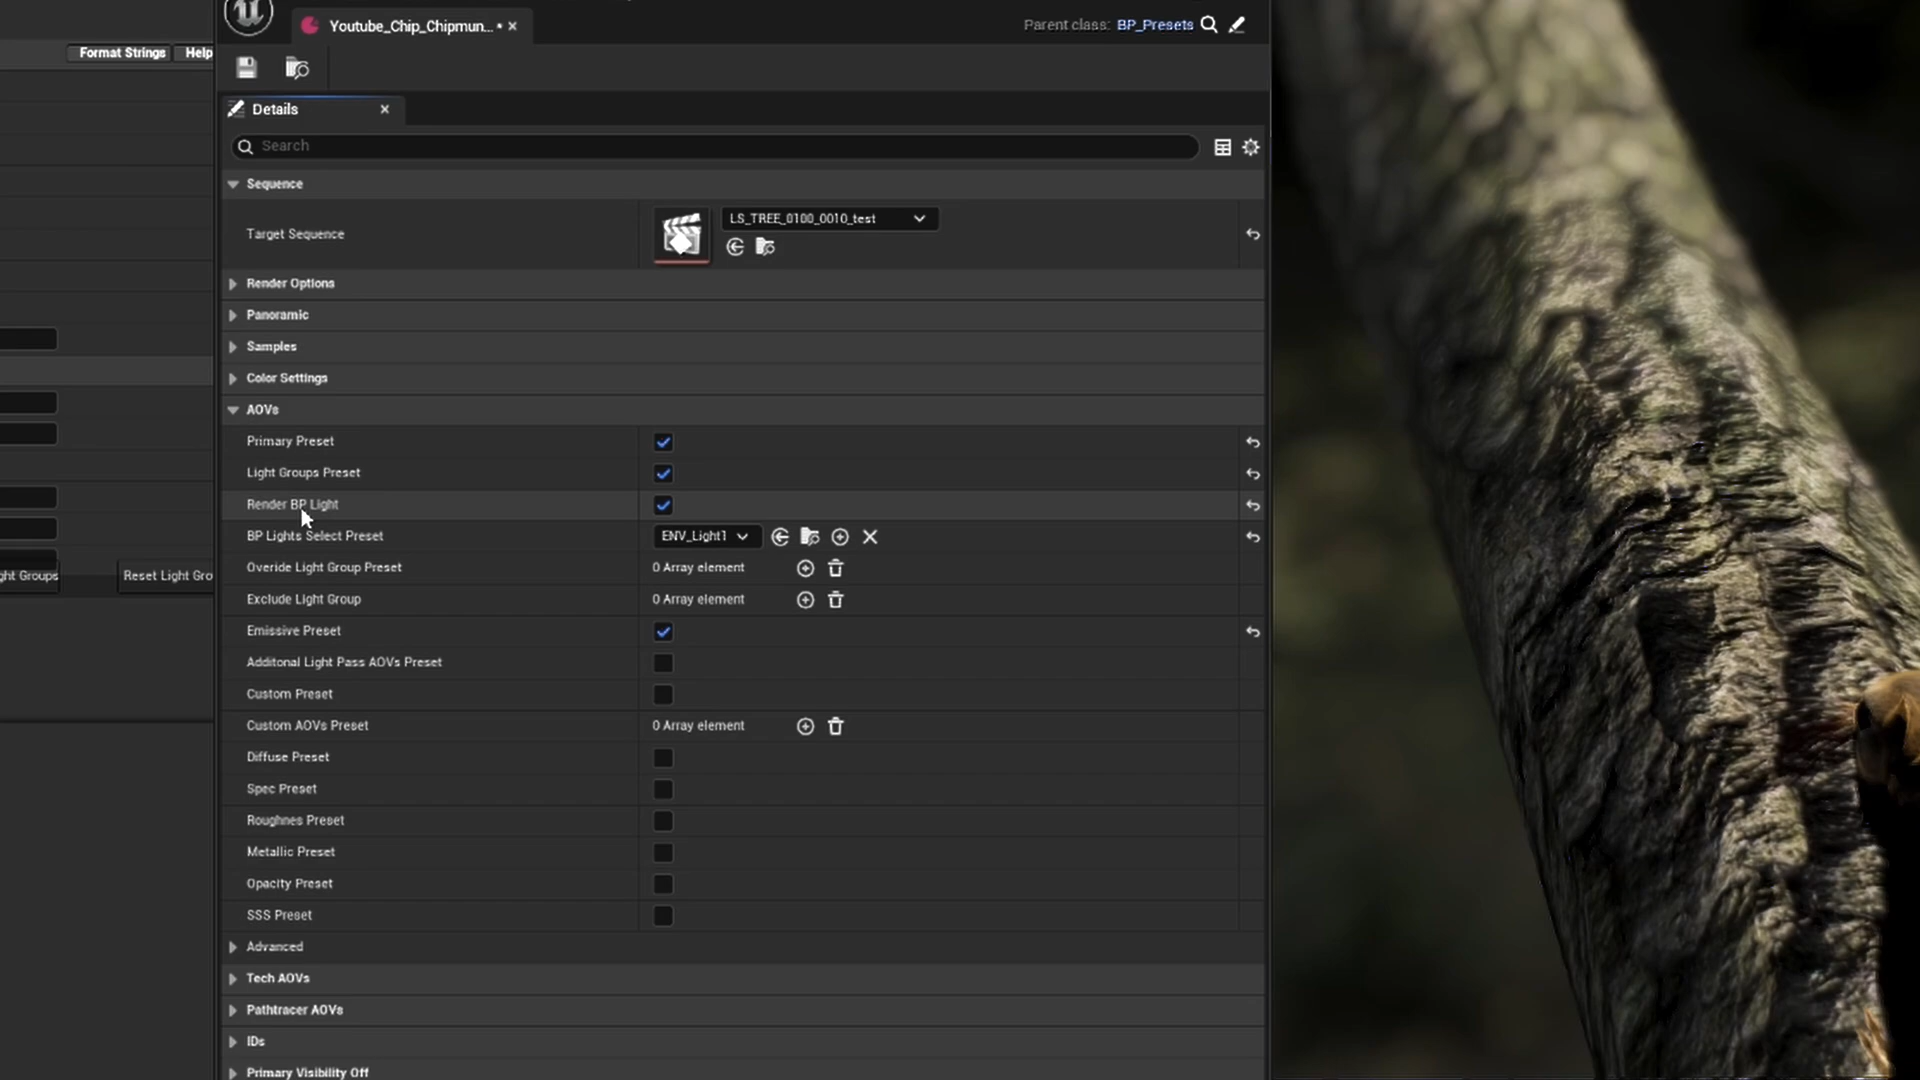 Youtube_Chip_Chipmun... •
Parent class: BP_Presets
Format Strings Help
Details
Search
Sequence
Target Sequence LS_TREE_0100_0010_test
Render Options
Panoramic
Samples
Color Settings
AOVs
Primary Preset
Light Groups Preset
Render BP Light
BP Lights Select Preset ENV_Light1
Overide Light Group Preset 0 Array element
ght Groups Reset Light Gro
Exclude Light Group 0 Array element
Emissive Preset
Additonal Light Pass AOVs Preset
Custom Preset
Custom AOVs Preset 0 Array element
Diffuse Preset
Spec Preset
Roughnes Preset
Metallic Preset
Opacity Preset
SSS Preset
Advanced
Tech AOVs
Pathtracer AOVs
IDs
Primary Visibility Off